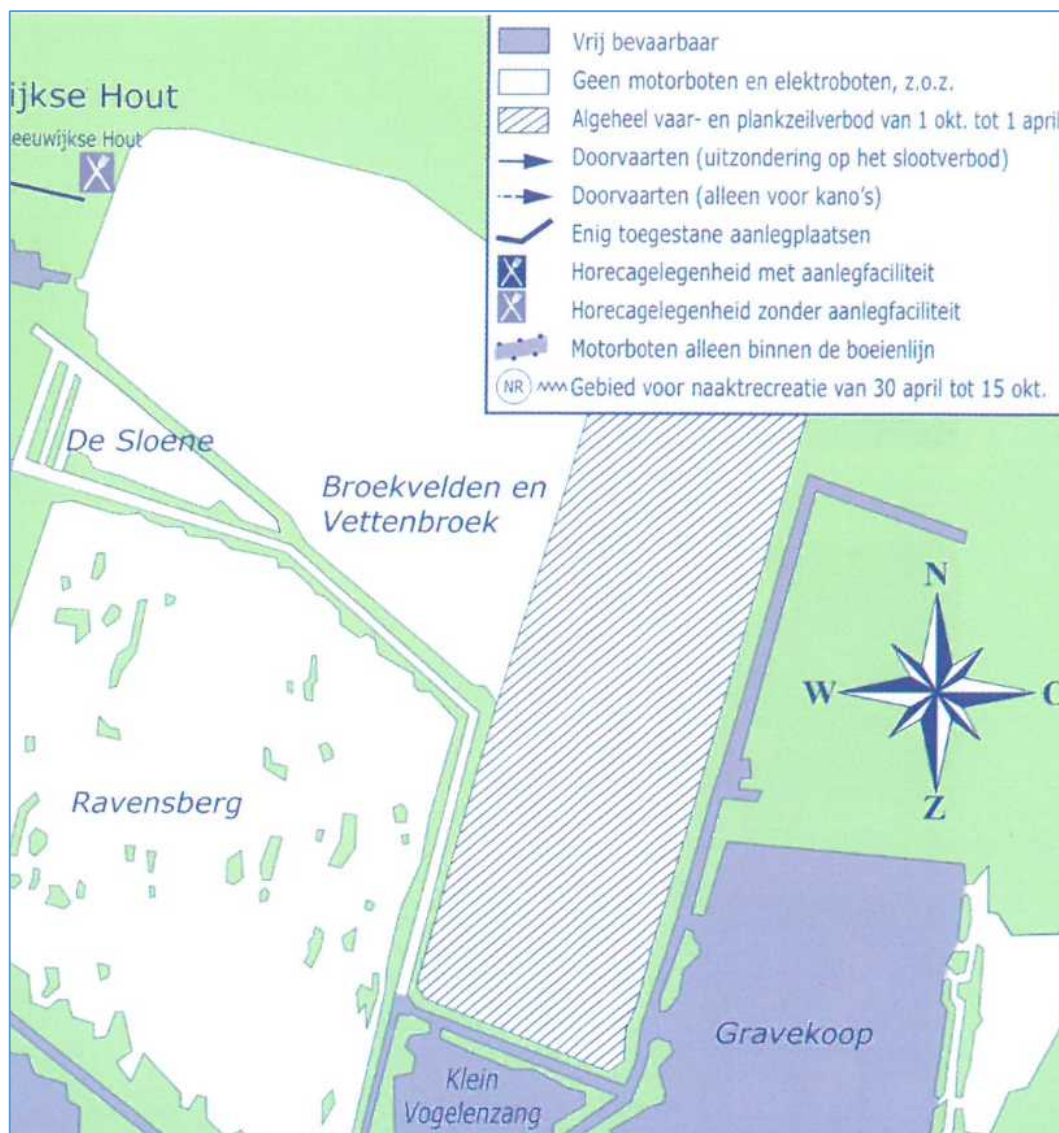 Vrij bevaarbaar
Geen motorboten en elektroboten, z.o.z.
Algeheel vaar- en plankzeilverbod van 1 okt. tot 1 april
Doorvaarten (uitzondering op het slootverbod)
Doorvaarten (alleen voor kano's)
Enig toegestane aanlegplaatsen
Horecagelegenheid met aanlegfaciliteit
Horecagelegenheid zonder aanlegfaciliteit
Motorboten alleen binnen de boeienlijn
NR Gebied voor naaktrecreatie van 30 april tot 15 okt.
ijkse Hout
eeuwijkse Hout
De Sloene
Broekvelden en
Vettenbroek
N
W
O
Z
Ravensberg
Gravekoop
Klein
Vogelenzang